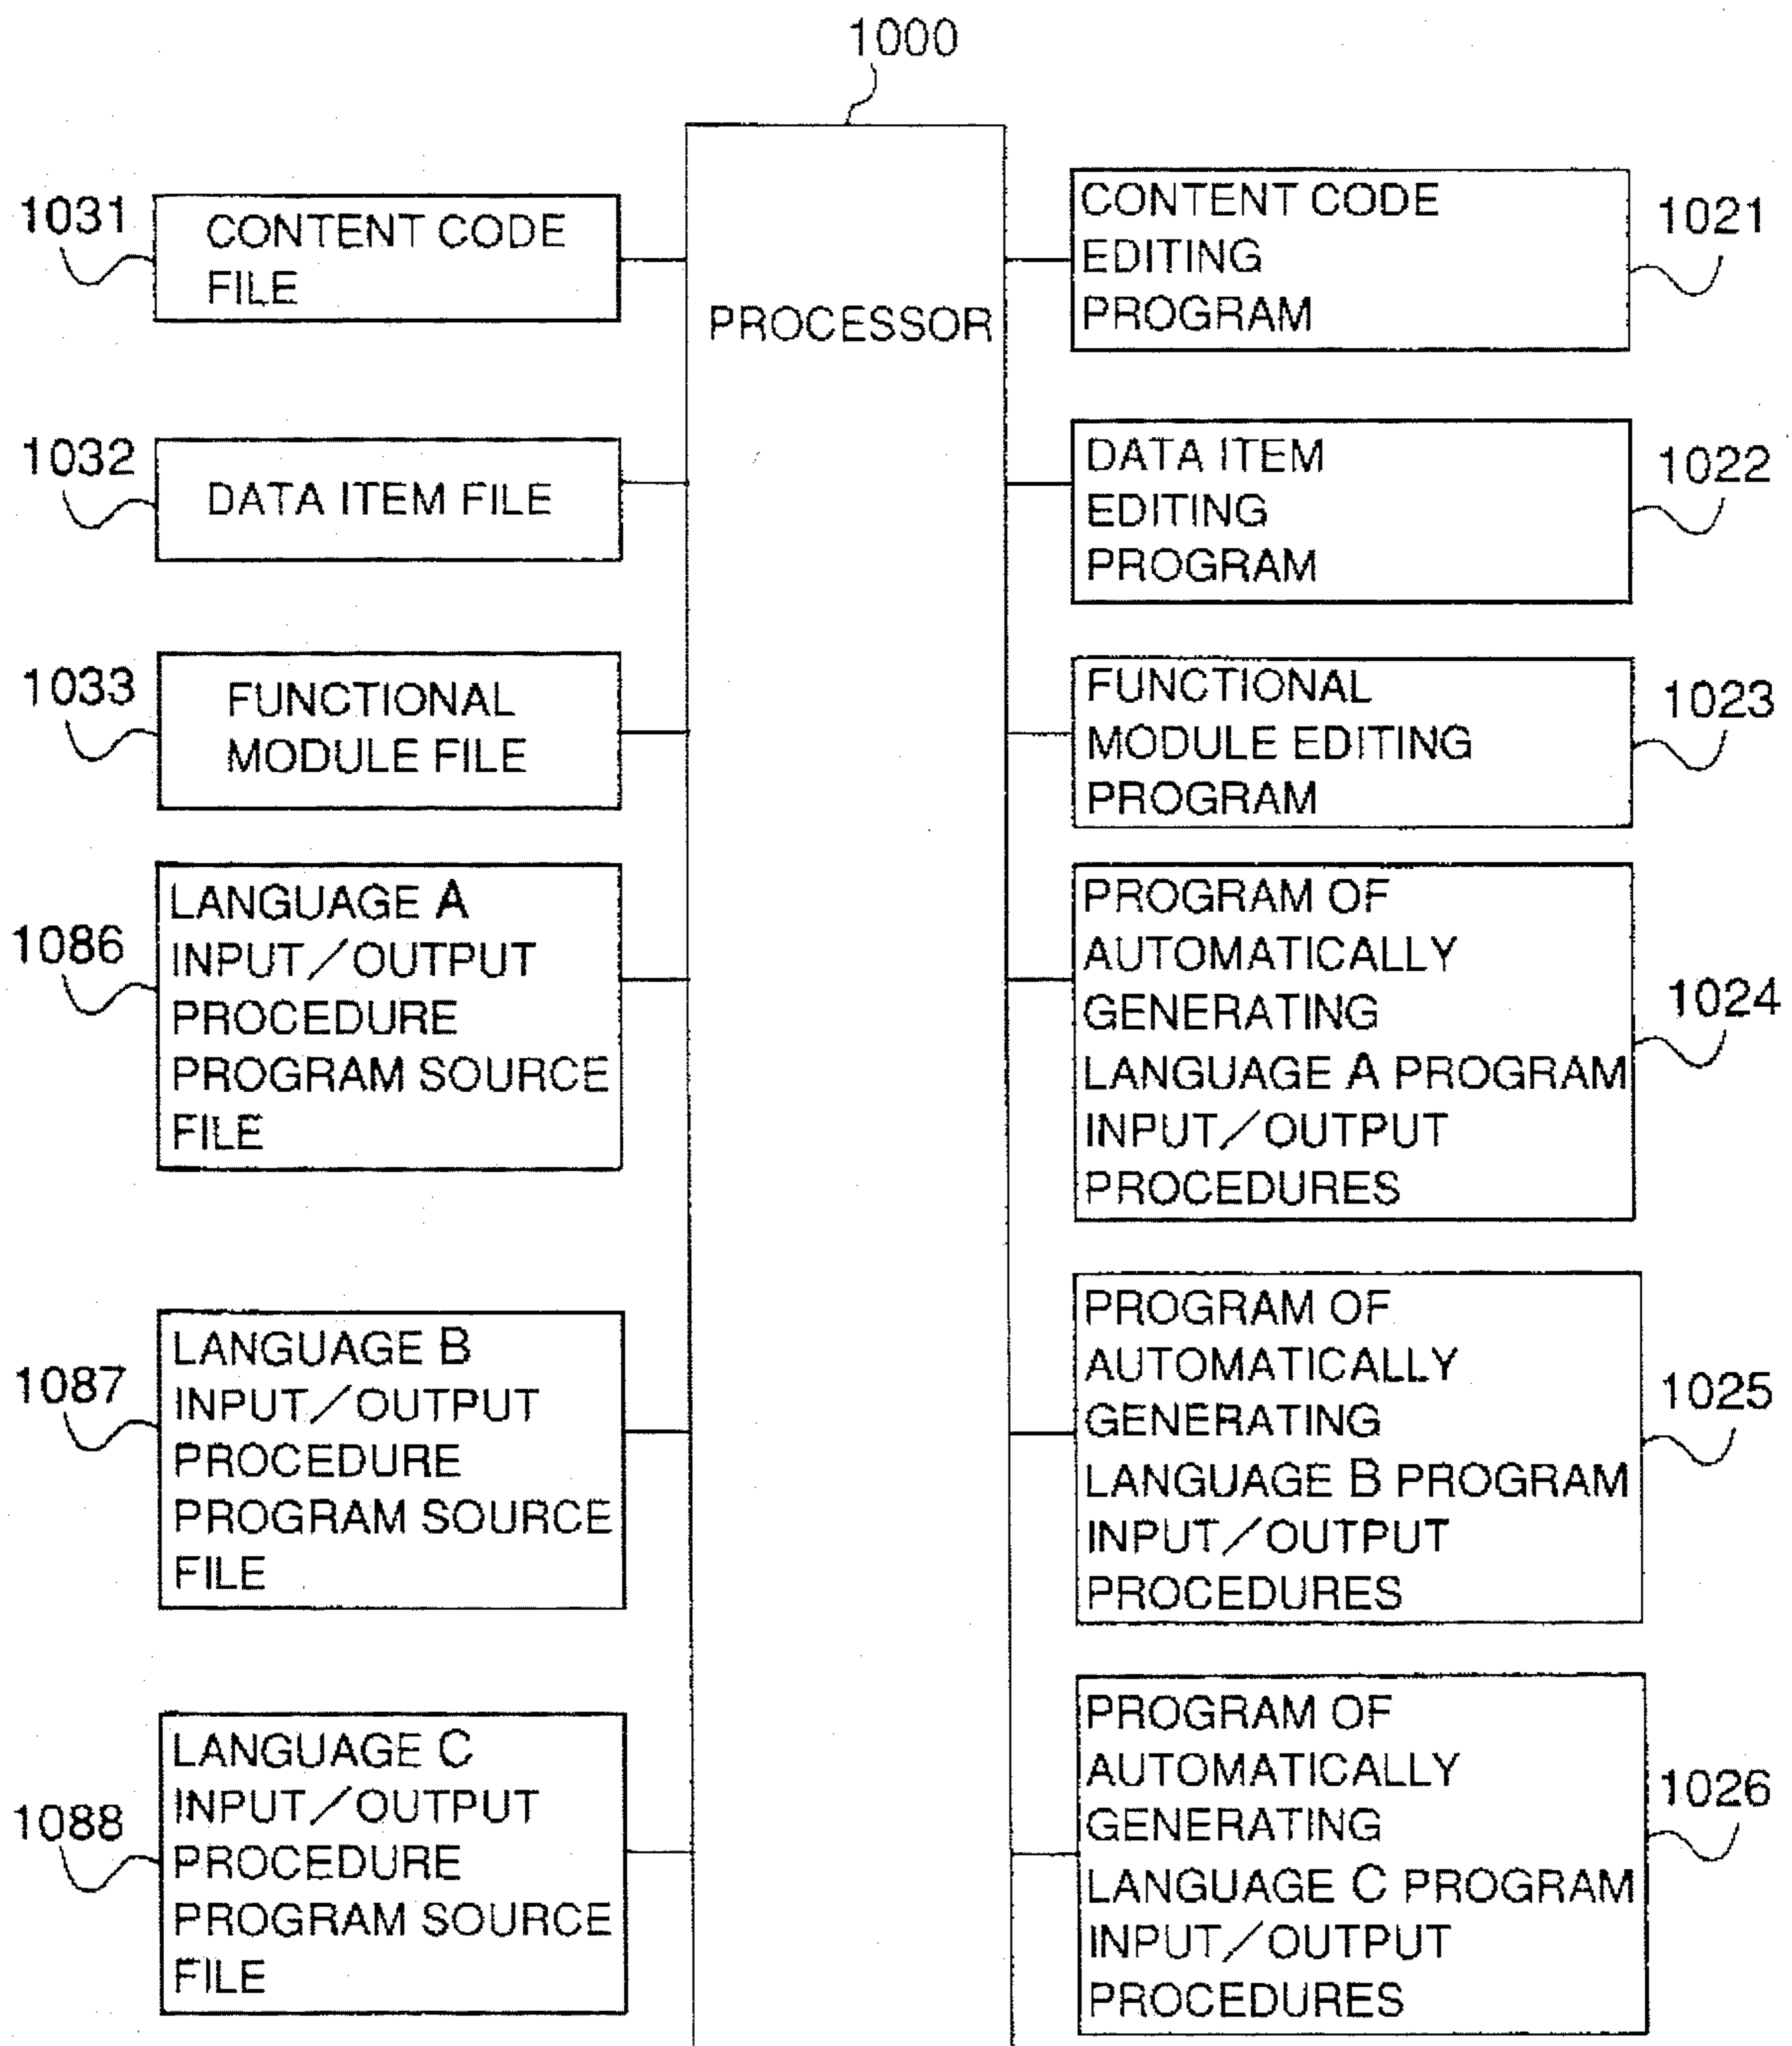 1000
PROCESSOR
1031
CONTENT CODE
FILE
1032
DATA ITEM FILE
1033
FUNCTIONAL
MODULE FILE
1086
LANGUAGE A
INPUT/OUTPUT
PROCEDURE
PROGRAM SOURCE
FILE
1087
LANGUAGE B
INPUT/OUTPUT
PROCEDURE
PROGRAM SOURCE
FILE
1088
LANGUAGE C
INPUT/OUTPUT
PROCEDURE
PROGRAM SOURCE
FILE
CONTENT CODE
EDITING
PROGRAM
1021
DATA ITEM
EDITING
PROGRAM
1022
FUNCTIONAL
MODULE EDITING
PROGRAM
1023
PROGRAM OF
AUTOMATICALLY
GENERATING
LANGUAGE A PROGRAM
INPUT/OUTPUT
PROCEDURES
1024
PROGRAM OF
AUTOMATICALLY
GENERATING
LANGUAGE B PROGRAM
INPUT/OUTPUT
PROCEDURES
1025
PROGRAM OF
AUTOMATICALLY
GENERATING
LANGUAGE C PROGRAM
INPUT/OUTPUT
PROCEDURES
1026